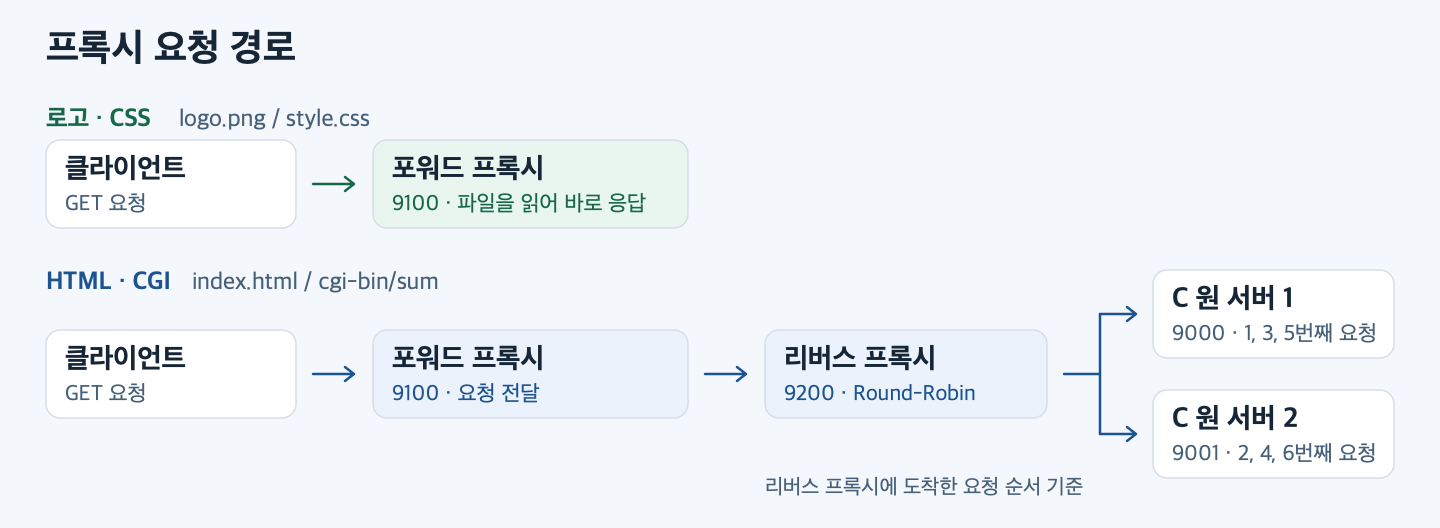 프록시 요청 경로
로고 · CSS logo.png / style.css
클라이언트
GET 요청
포워드 프록시
9100 · 파일을 읽어 바로 응답
HTML · CGI index.html / cgi-bin/sum
클라이언트
GET 요청
포워드 프록시
9100 · 요청 전달
리버스 프록시
9200 · Round-Robin
C 원 서버 1
9000 · 1, 3, 5번째 요청
C 원 서버 2
9001 · 2, 4, 6번째 요청
리버스 프록시에 도착한 요청 순서 기준